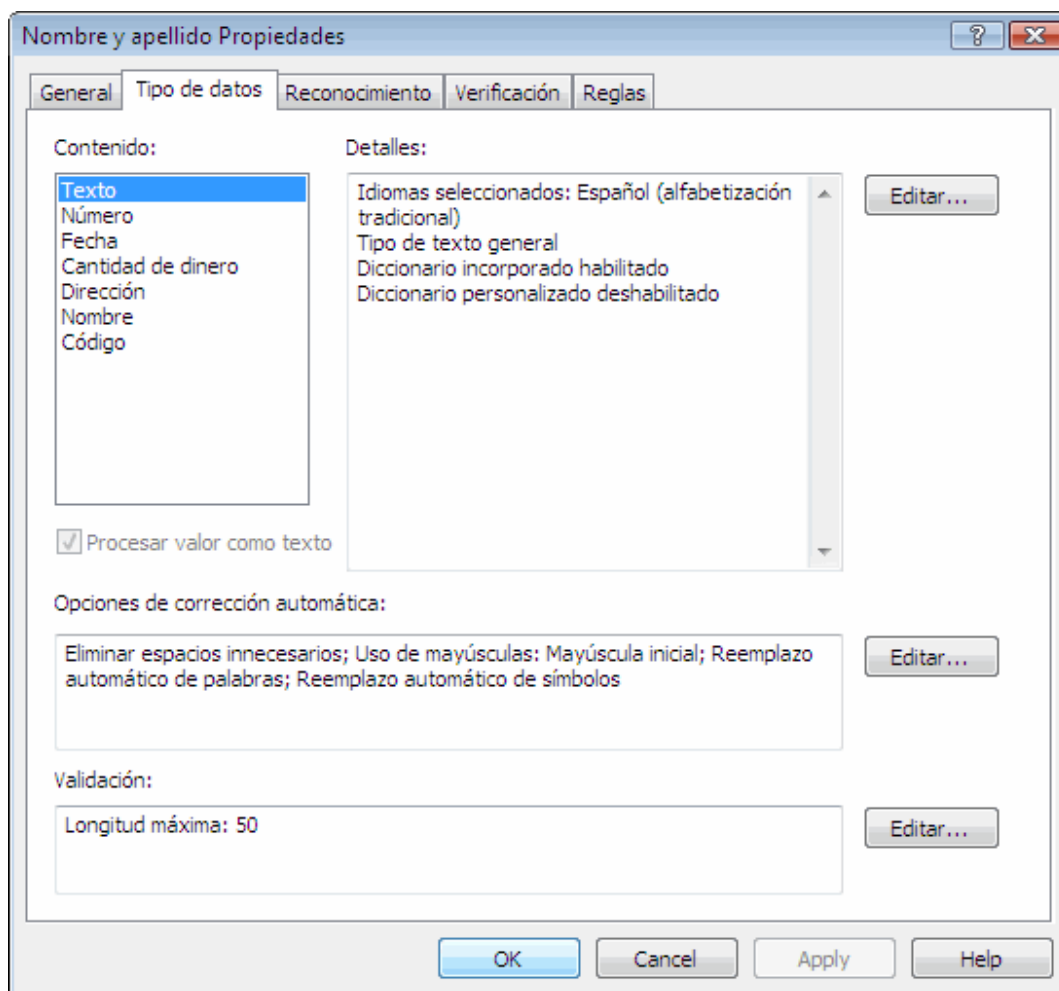 Nombre y apellido Propiedades
General
Tipo de datos
Reconocimiento
Verificación
Reglas
Contenido:
Texto
Número
Fecha
Cantidad de dinero
Dirección
Nombre
Código
Procesar valor como texto
Detalles:
Idiomas seleccionados: Español (alfabetización
tradicional)
Tipo de texto general
Diccionario incorporado habilitado
Diccionario personalizado deshabilitado
Editar...
Opciones de corrección automática:
Eliminar espacios innecesarios; Uso de mayúsculas: Mayúscula inicial; Reemplazo
automático de palabras; Reemplazo automático de símbolos
Editar...
Validación:
Longitud máxima: 50
Editar...
OK
Cancel
Apply
Help